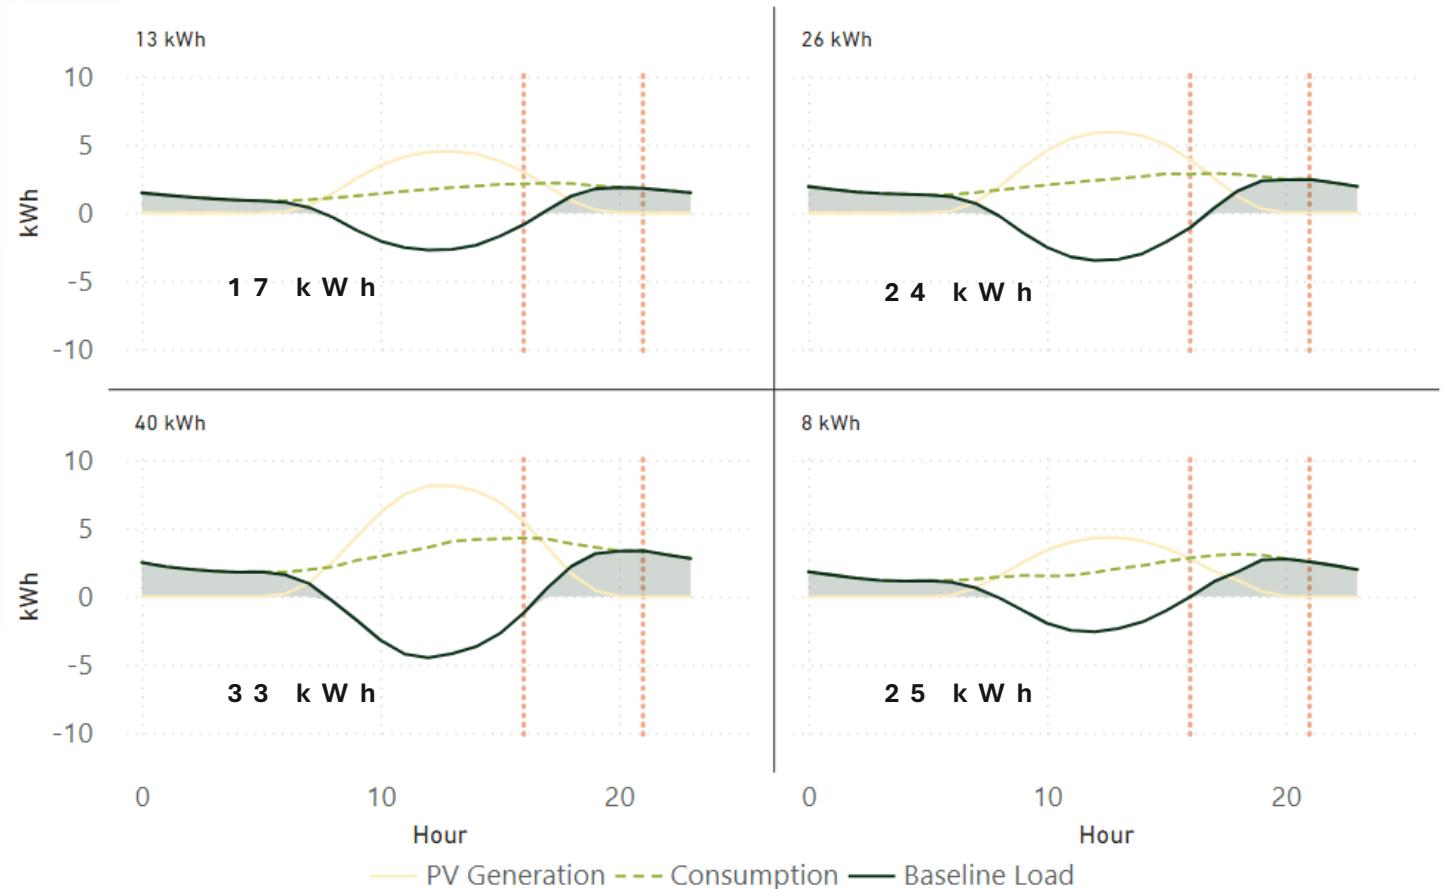 13 kWh
26 kWh
10
5
0
-5
-10
kWh
17 kWh
24 kWh
40 kWh
8 kWh
10
5
0
-5
-10
kWh
33 kWh
25 kWh
0 10 20
0 10 20
Hour
Hour
PV Generation Consumption Baseline Load